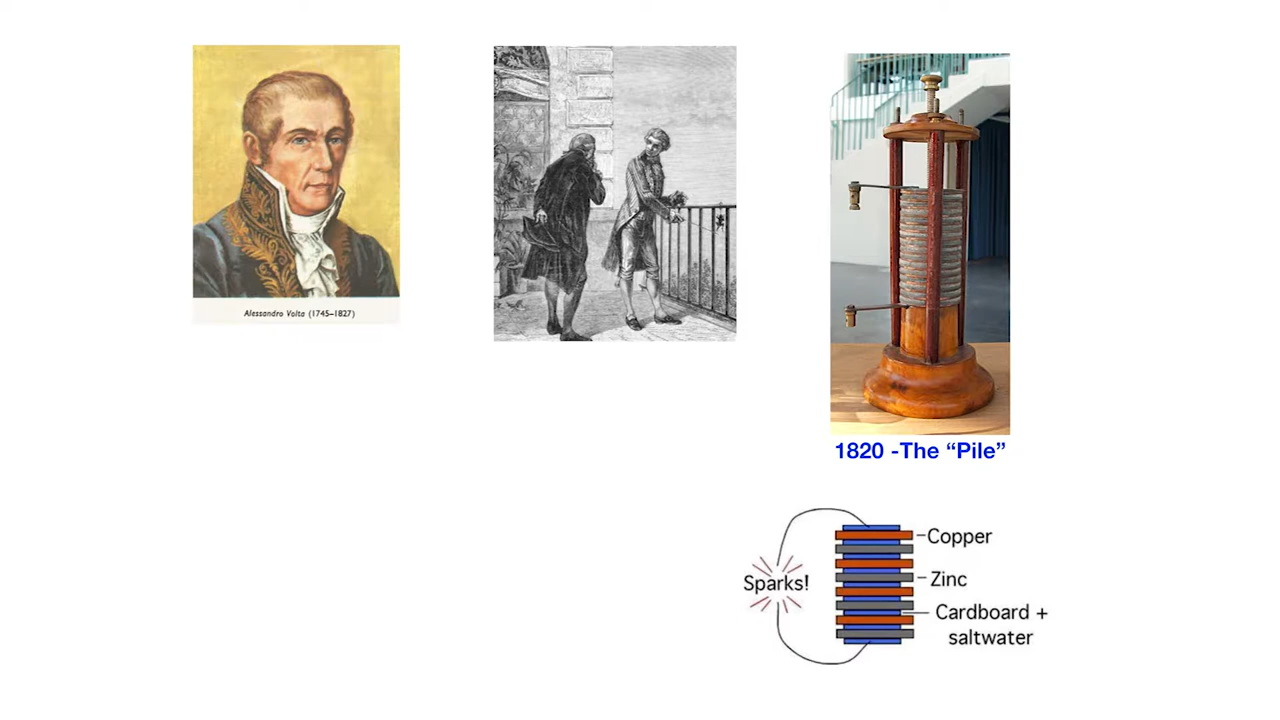 Alessandro Volta (1745–1827)
1820 -The “Pile”
Copper
Sparks!
Zinc
Cardboard +
saltwater